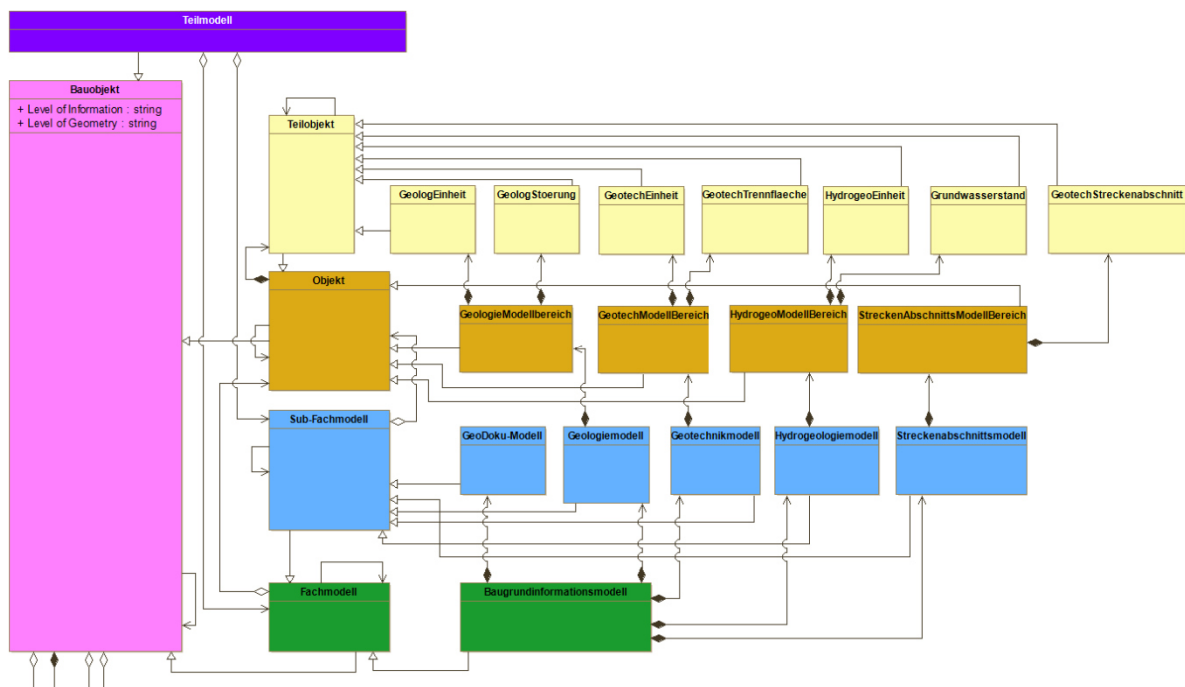 Teilmodell
Bauobjekt
+ Level of Information : string
+ Level of Geometry : string
Teilobjekt
GeologEinheit
GeologStoerung
GeotechEinheit
GeotechTrennflaeche
HydrogeoEinheit
Grundwasserstand
GeotechStreckenabschnitt
Objekt
GeologieModellbereich
GeotechModellBereich
HydrogeoModellBereich
StreckenAbschnittsModellBereich
Sub-Fachmodell
GeoDoku-Modell
Geologiemodell
Geotechnikmodell
Hydrogeologiemodell
Streckenabschnittsmodell
Fachmodell
Baugrundinformationsmodell